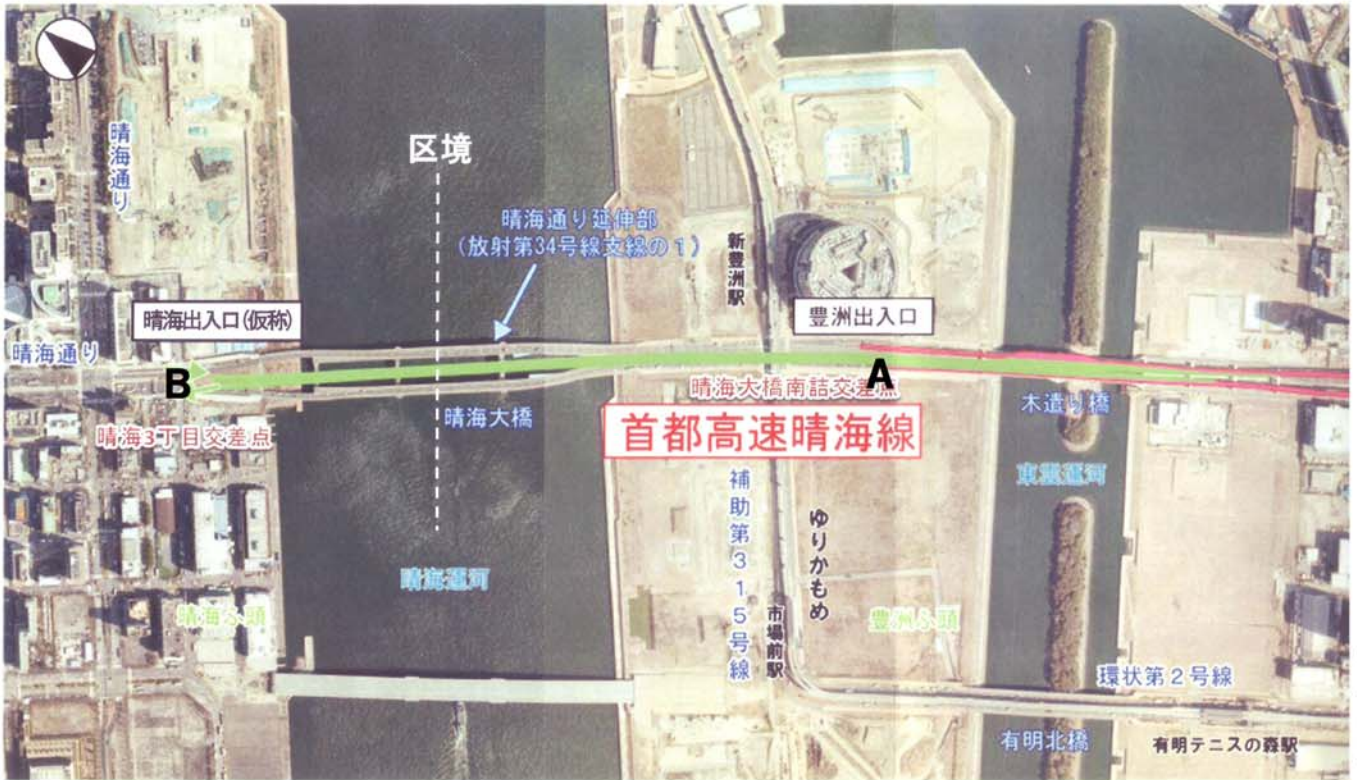 区境
晴海通り
晴海通り延伸部
(放射第34号線支線の1)
新豊洲駅
晴海出入口(仮称)
豊洲出入口
晴海通り
B
A
晴海大橋南詰交差点
晴海大橋
木遣り橋
晴海3丁目交差点
首都高速晴海線
東雲運河
補助第315号線
ゆりかもめ
晴海運河
晴海ふ頭
市場前駅
豊洲ふ頭
環状第2号線
有明北橋
有明テニスの森駅